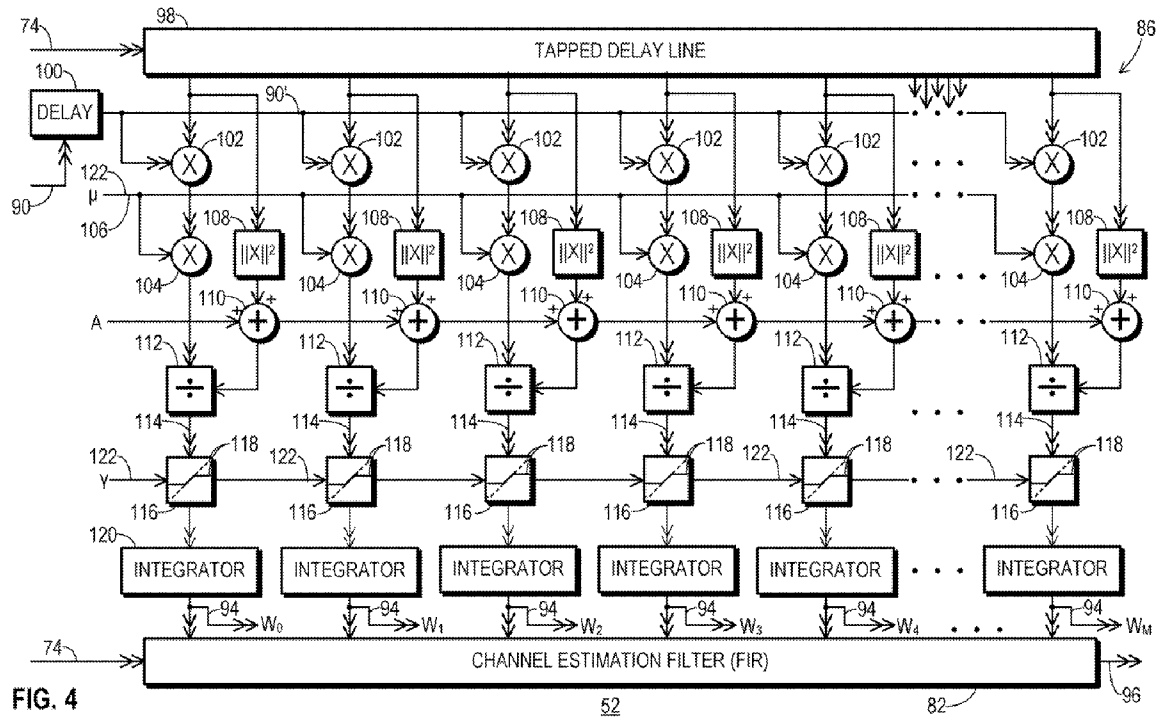 98
74
TAPPED DELAY LINE
86
100
DELAY
90'
102 102 102 102 102 102
90
122
μ
106
X X X X X X
108 108 108 108 108 108
X X X X X X
||X||² ||X||² ||X||² ||X||² ||X||² ||X||²
104 104 104 104 104 104
110 110 110 110 110 110
+ + + + + +
A + + + + + +
+ + + + + +
112 112 112 112 112 112
÷ ÷ ÷ ÷ ÷ ÷
114 114 114 114 114 114
118 118 118 118 118 118
122 122 122 122
γ
116 116 116 116 116 116
120
INTEGRATOR INTEGRATOR INTEGRATOR INTEGRATOR INTEGRATOR INTEGRATOR
94 94 94 94 94 94
W0 W1 W2 W3 W4 WM
74
CHANNEL ESTIMATION FILTER (FIR)
96
FIG. 4
52
82